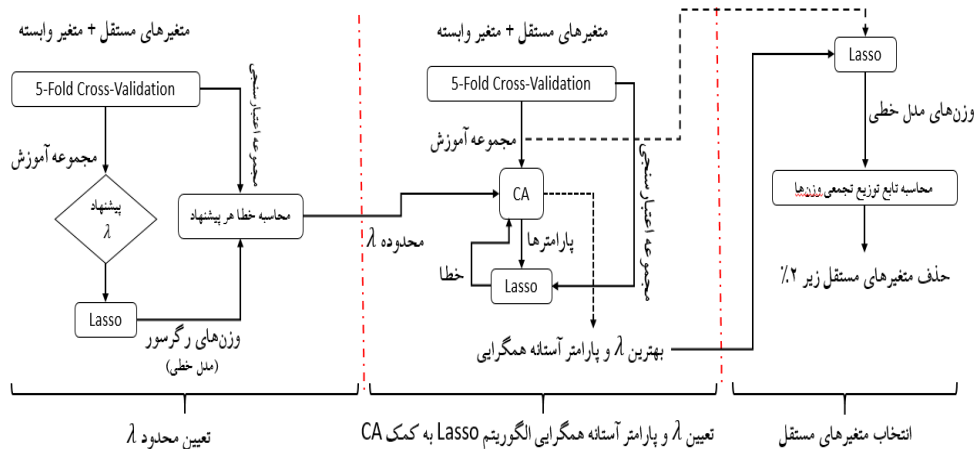 متغیرهای مستقل + متغیر وابسته
5-Fold Cross-Validation
مجموعه اعتبار سنجی
مجموعه آموزش
پیشنهاد
λ
محاسبه خطا هر پیشنهاد
Lasso
وزن‌های رگرسور
(مدل خطی)
تعیین محدود λ
متغیرهای مستقل + متغیر وابسته
5-Fold Cross-Validation
مجموعه آموزش
مجموعه اعتبار سنجی
CA
محدوده λ
پارامترها
خطا
Lasso
بهترین λ و پارامتر آستانه همگرایی
تعیین λ و پارامتر آستانه همگرایی الگوریتم Lasso به کمک CA
Lasso
وزن‌های مدل خطی
محاسبه تابع توزیع تجمعی وزن‌ها
حذف متغیرهای مستقل زیر ۲٪
انتخاب متغیرهای مستقل